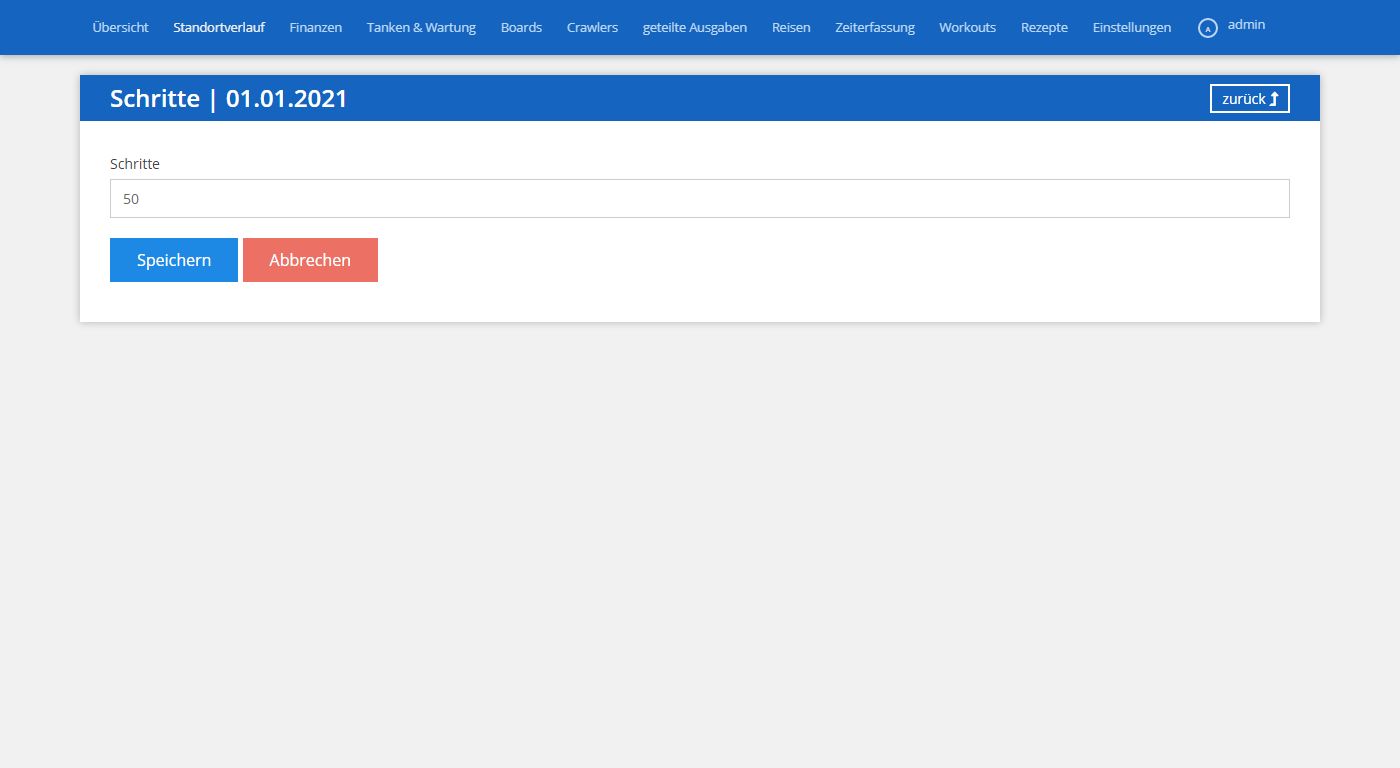 Übersicht Standortverlauf Finanzen Tanken & Wartung Boards Crawlers geteilte Ausgaben Reisen Zeiterfassung Workouts Rezepte Einstellungen A admin
Schritte | 01.01.2021 zurück
Schritte
50
Speichern Abbrechen